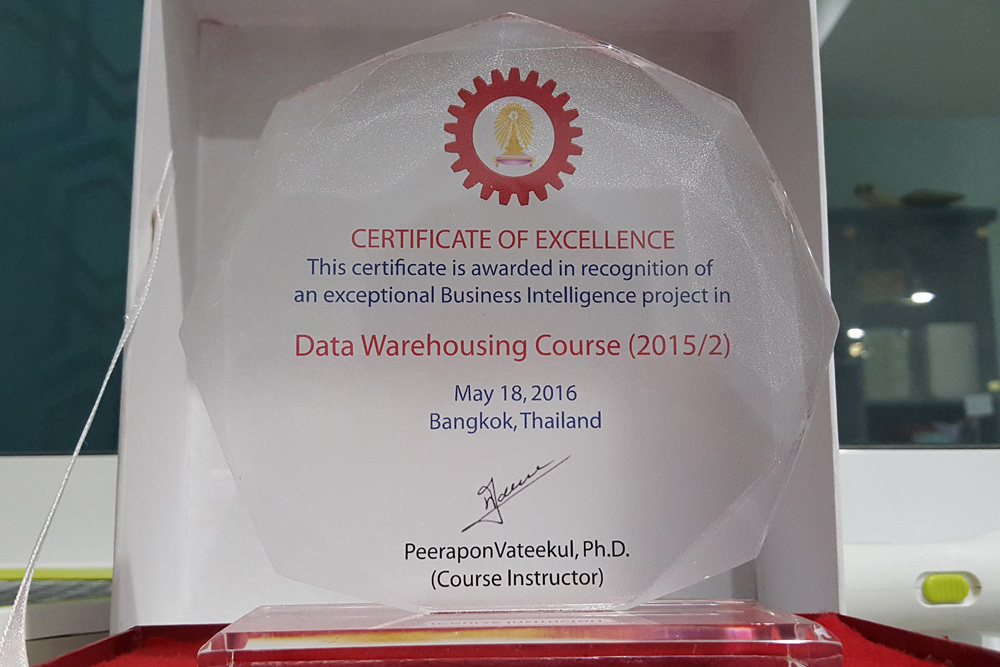 CERTIFICATE OF EXCELLENCE
This certificate is awarded in recognition of
an exceptional Business Intelligence project in
Data Warehousing Course (2015/2)
May 18, 2016
Bangkok, Thailand
PeeraponVateekul, Ph.D.
(Course Instructor)